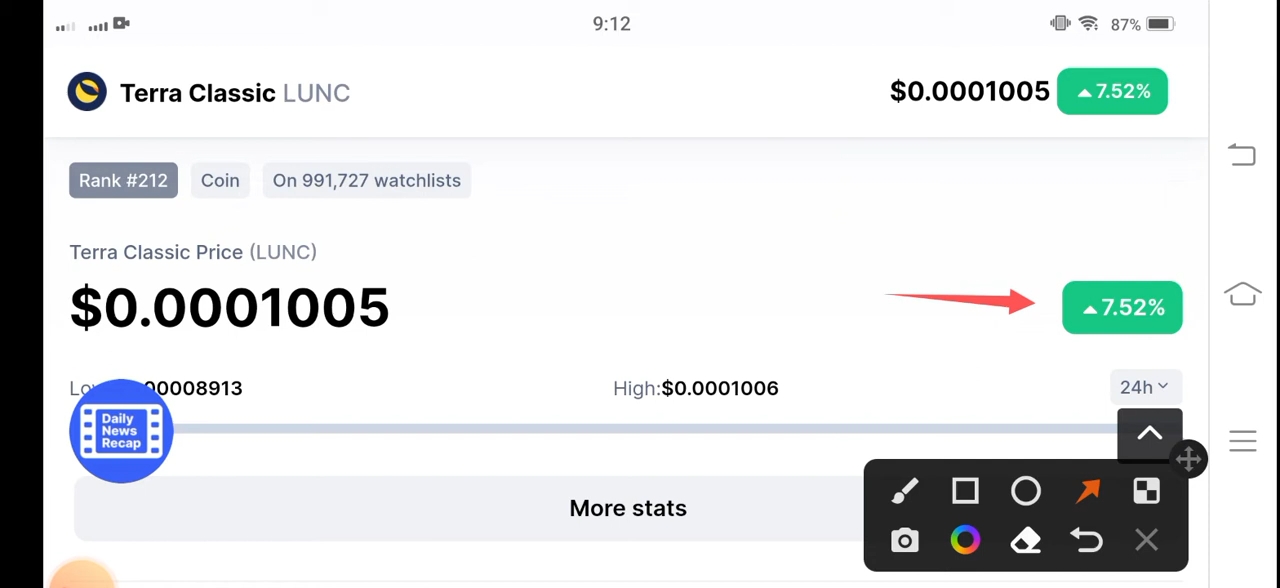 9:12
87%
Terra Classic LUNC
$0.0001005
7.52%
Rank #212
Coin
On 991,727 watchlists
Terra Classic Price (LUNC)
$0.0001005
7.52%
00008913
High:$0.0001006
24h
Daily
News
Recap
More stats